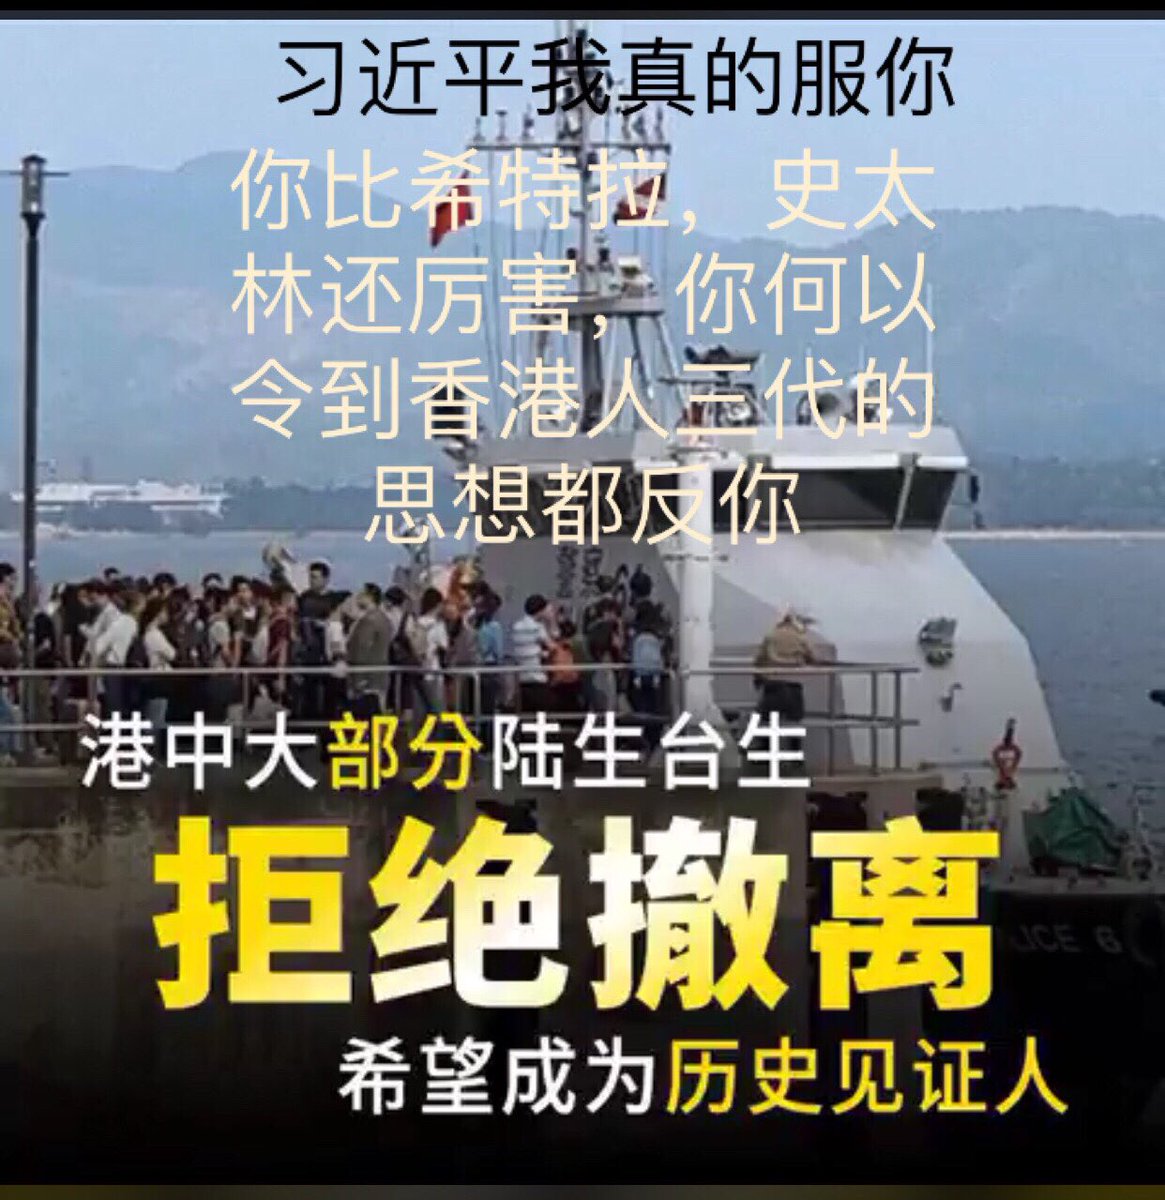 习近平我真的服你
你比希特拉，史太
林还厉害，你何以
令到香港人三代的
思想都反你
港中大部分陆生台生
拒绝撤离
LICE 6
希望成为历史见证人